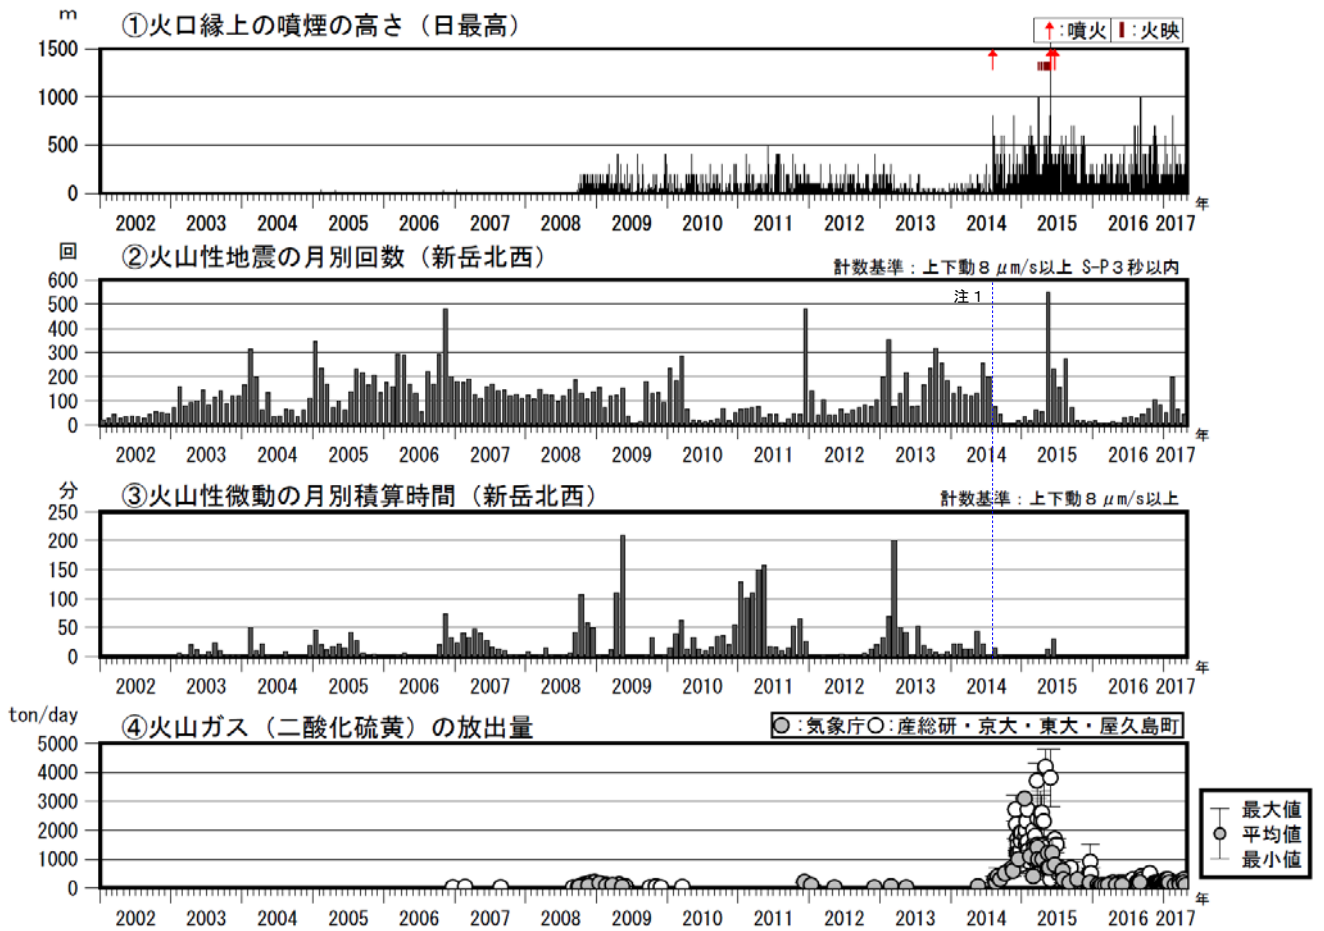 m
①火口縁上の噴煙の高さ（日最高）
↑:噴火 ▌:火映
1500
1000
500
0
2002 2003 2004 2005 2006 2007 2008 2009 2010 2011 2012 2013 2014 2015 2016 2017 年
回
②火山性地震の月別回数（新岳北西）
計数基準：上下動８μm/s以上 S-P３秒以内
注１
600
500
400
300
200
100
0
2002 2003 2004 2005 2006 2007 2008 2009 2010 2011 2012 2013 2014 2015 2016 2017 年
分
③火山性微動の月別積算時間（新岳北西）
計数基準：上下動８μm/s以上
250
200
150
100
50
0
2002 2003 2004 2005 2006 2007 2008 2009 2010 2011 2012 2013 2014 2015 2016 2017 年
ton/day
④火山ガス（二酸化硫黄）の放出量
:気象庁 :産総研・京大・東大・屋久島町
5000
4000
3000
2000
1000
0
2002 2003 2004 2005 2006 2007 2008 2009 2010 2011 2012 2013 2014 2015 2016 2017 年
最大値
平均値
最小値